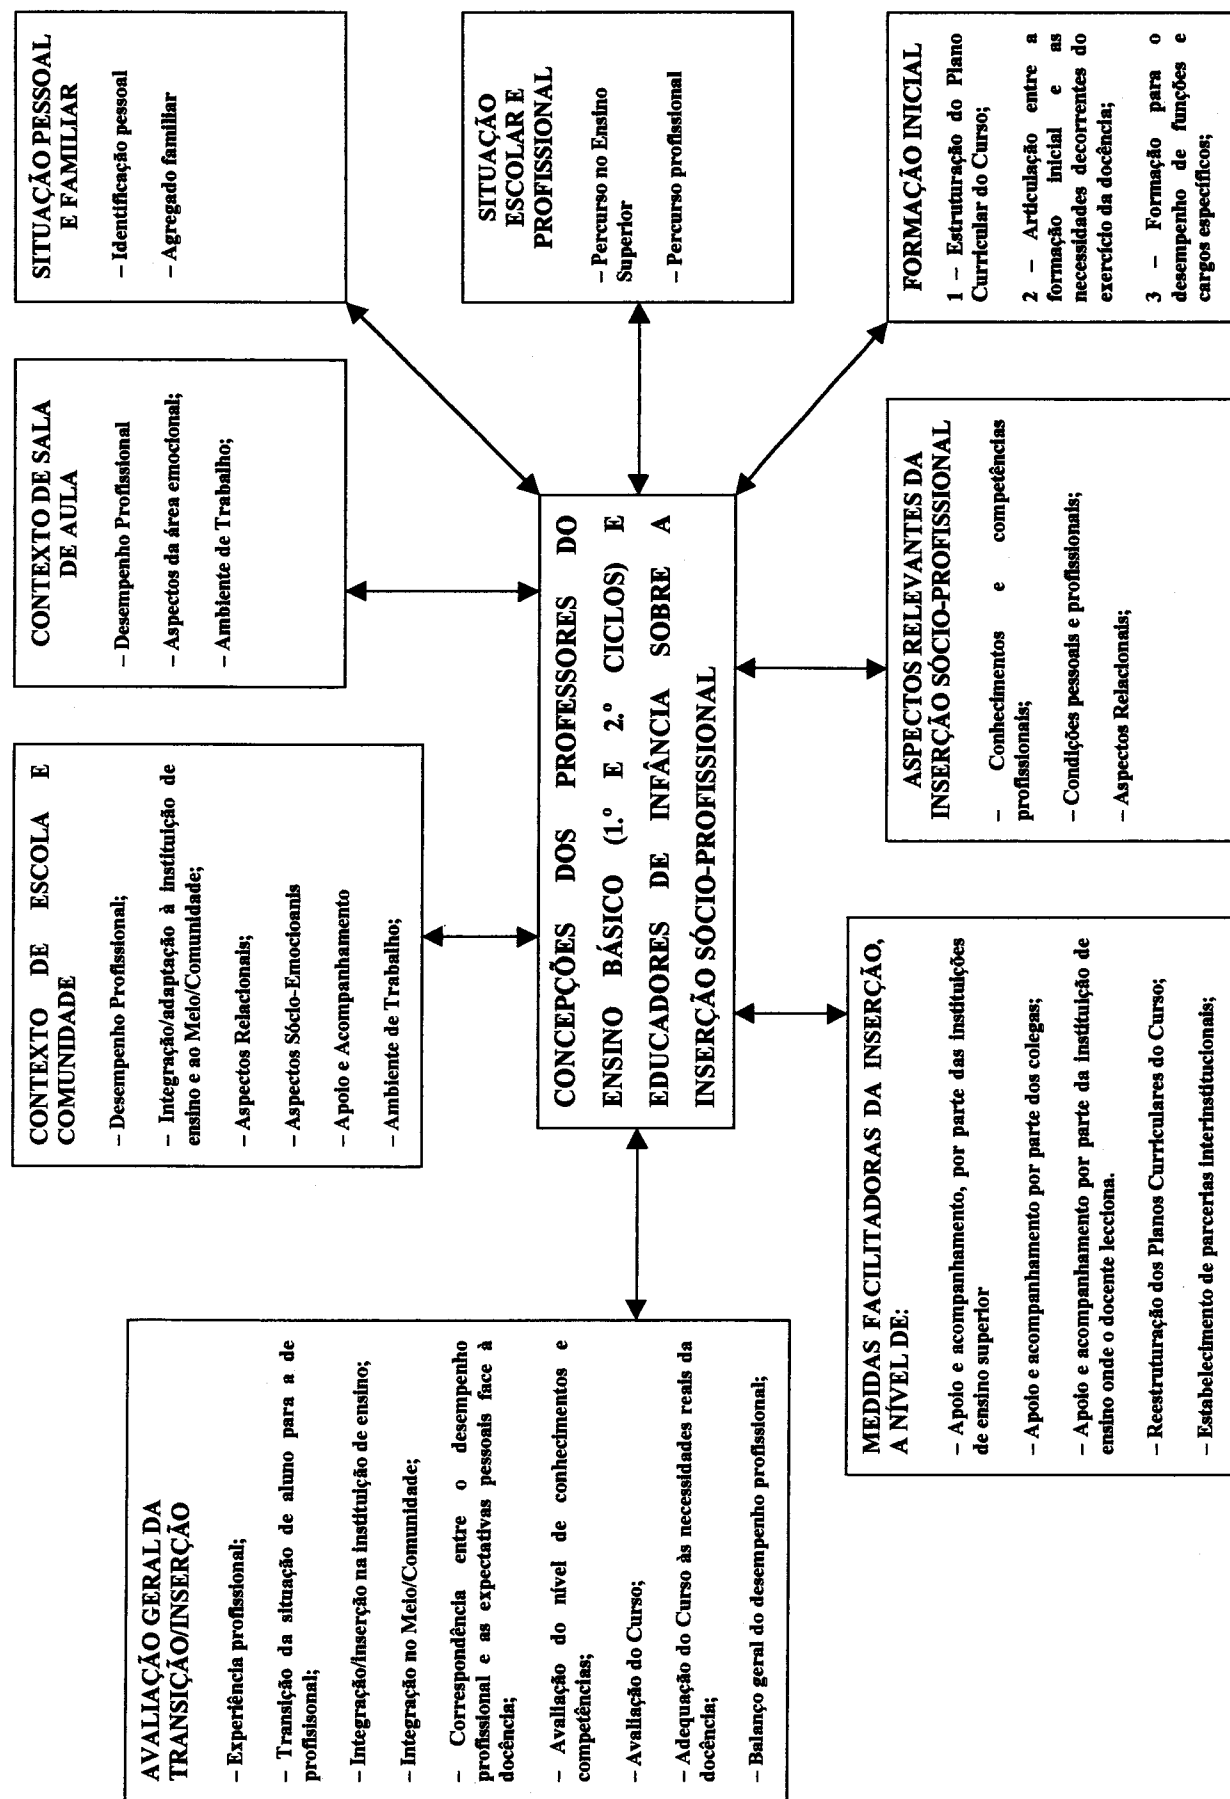 AVALIAÇÃO GERAL DA
TRANSIÇÃO/INSERÇÃO
– Experiência profissional;
– Transição da situação de aluno para a de
profisisonal;
– Integração/inserção na instituição de ensino;
– Integração no Meio/Comunidade;
– Correspondência entre o desempenho
profissional e as expectativas pessoais face à
docência;
– Avaliação do nível de conhecimentos e
competências;
– Avaliação do Curso;
– Adequação do Curso às necessidades reais da
docência;
– Balanço geral do desempenho profissional;
CONTEXTO DE ESCOLA E
COMUNIDADE
– Desempenho Profissional;
– Integração/adaptação à instituição de
ensino e ao Meio/Comunidade;
– Aspectos Relacionais;
– Aspectos Sócio-Emocioanis
– Apoio e Acompanhamento
– Ambiente de Trabalho;
CONTEXTO DE SALA
DE AULA
– Desempenho Profissional
– Aspectos da área emocional;
– Ambiente de Trabalho;
SITUAÇÃO PESSOAL
E FAMILIAR
– Identificação pessoal
– Agregado familiar
CONCEPÇÕES DOS PROFESSORES DO
ENSINO BÁSICO (1.º E 2.º CICLOS) E
EDUCADORES DE INFÂNCIA SOBRE A
INSERÇÃO SÓCIO-PROFISSIONAL
SITUAÇÃO
ESCOLAR E
PROFISSIONAL
– Percurso no Ensino
Superior
– Percurso profissional
MEDIDAS FACILITADORAS DA INSERÇÃO,
A NÍVEL DE:
– Apoio e acompanhamento, por parte das instituições
de ensino superior
– Apoio e acompanhamento por parte dos colegas;
– Apoio e acompanhamento por parte da instituição de
ensino onde o docente lecciona.
– Reestruturação dos Planos Curriculares do Curso;
– Estabelecimento de parcerias interinstitucionais;
ASPECTOS RELEVANTES DA
INSERÇÃO SÓCIO-PROFISSIONAL
– Conhecimentos e competências
profissionais;
– Condições pessoais e profissionais;
– Aspectos Relacionais;
FORMAÇÃO INICIAL
1 – Estruturação do Plano
Curricular do Curso;
2 – Articulação entre a
formação inicial e as
necessidades decorrentes do
exercício da docência;
3 – Formação para o
desempenho de funções e
cargos específicos;